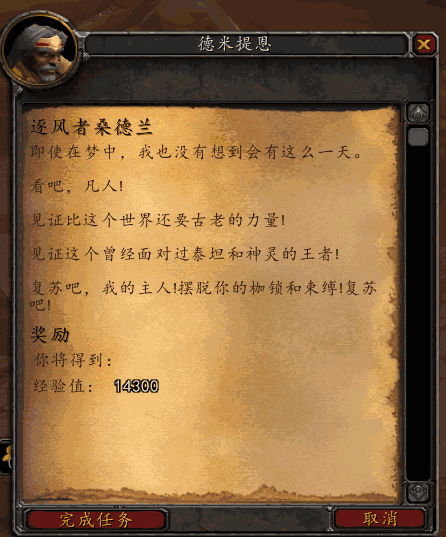 德米提恩
逐风者桑德兰
即使在梦中，我也没有想到会有这么一天。
看吧，凡人!
见证比这个世界还要古老的力量!
见证这个曾经面对过泰坦和神灵的王者!
复苏吧，我的主人!摆脱你的枷锁和束缚!复苏
吧!
奖励
你将得到：
经验值： 14300
完成任务
取消